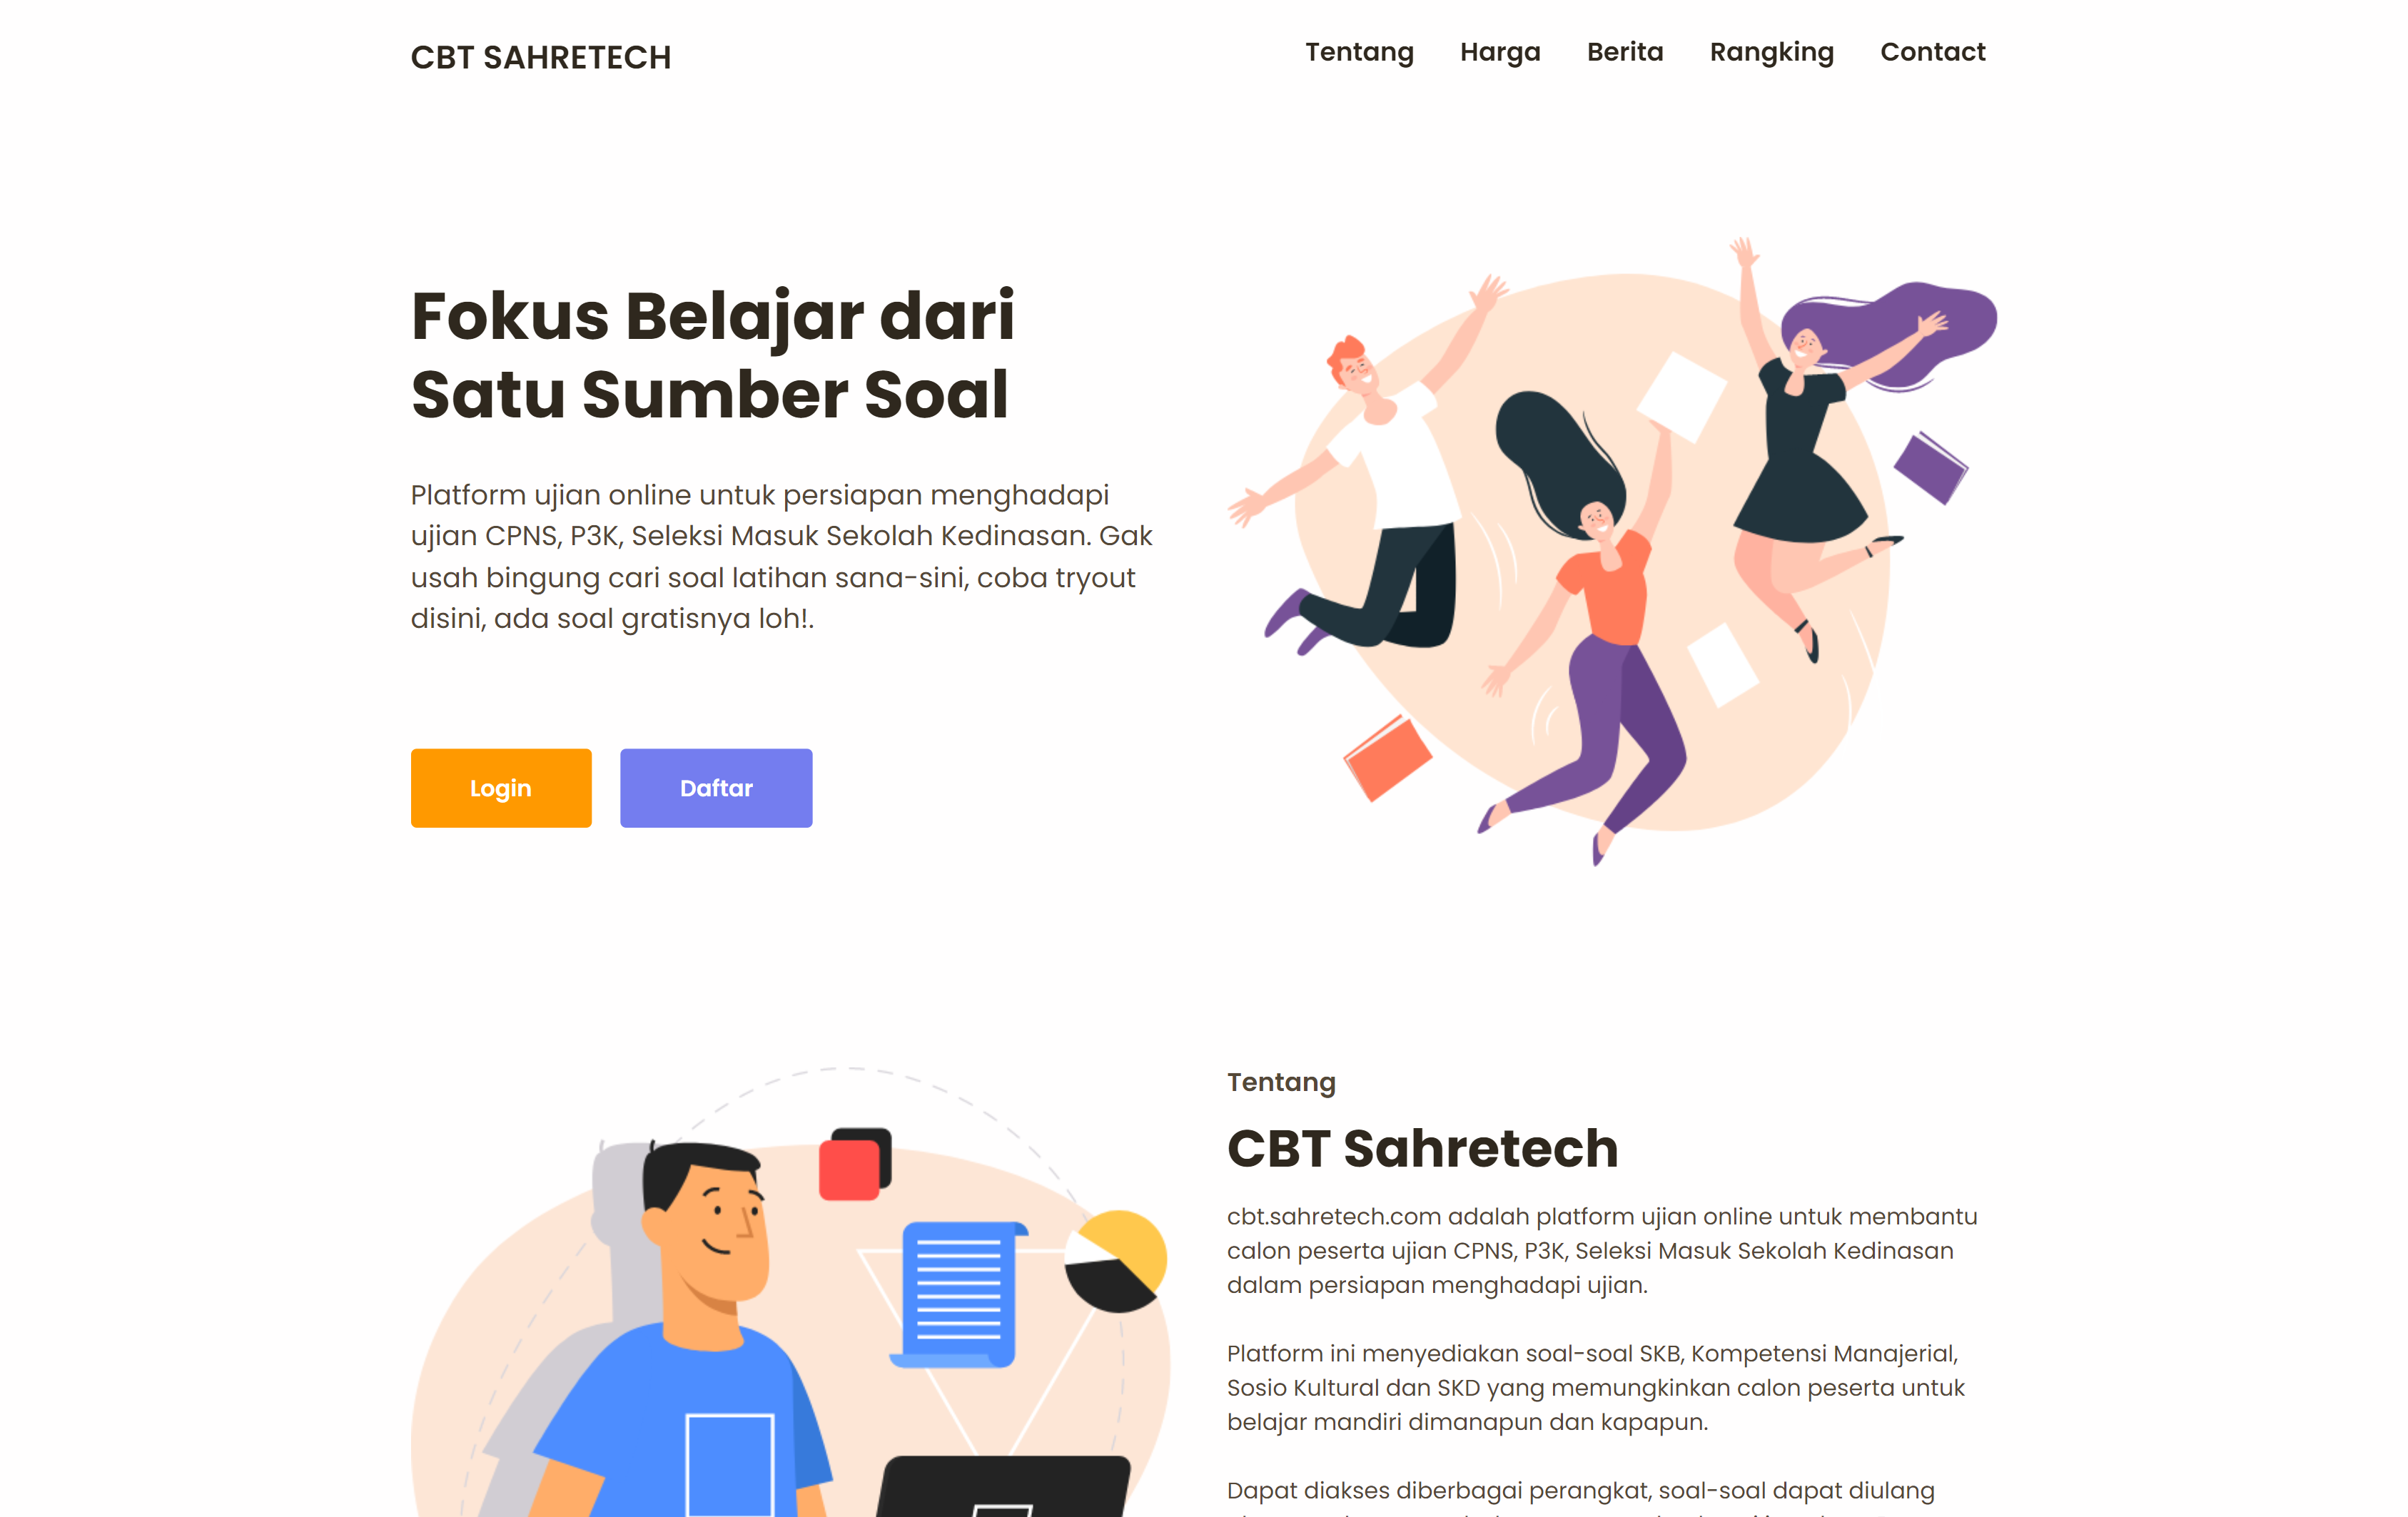 CBT SAHRETECH
Tentang
Harga
Berita
Rangking
Contact
Fokus Belajar dari
Satu Sumber Soal
Platform ujian online untuk persiapan menghadapi
ujian CPNS, P3K, Seleksi Masuk Sekolah Kedinasan. Gak
usah bingung cari soal latihan sana-sini, coba tryout
disini, ada soal gratisnya loh!.
Login
Daftar
Tentang
CBT Sahretech
cbt.sahretech.com adalah platform ujian online untuk membantu
calon peserta ujian CPNS, P3K, Seleksi Masuk Sekolah Kedinasan
dalam persiapan menghadapi ujian.
Platform ini menyediakan soal-soal SKB, Kompetensi Manajerial,
Sosio Kultural dan SKD yang memungkinkan calon peserta untuk
belajar mandiri dimanapun dan kapapun.
Dapat diakses diberbagai perangkat, soal-soal dapat diulang